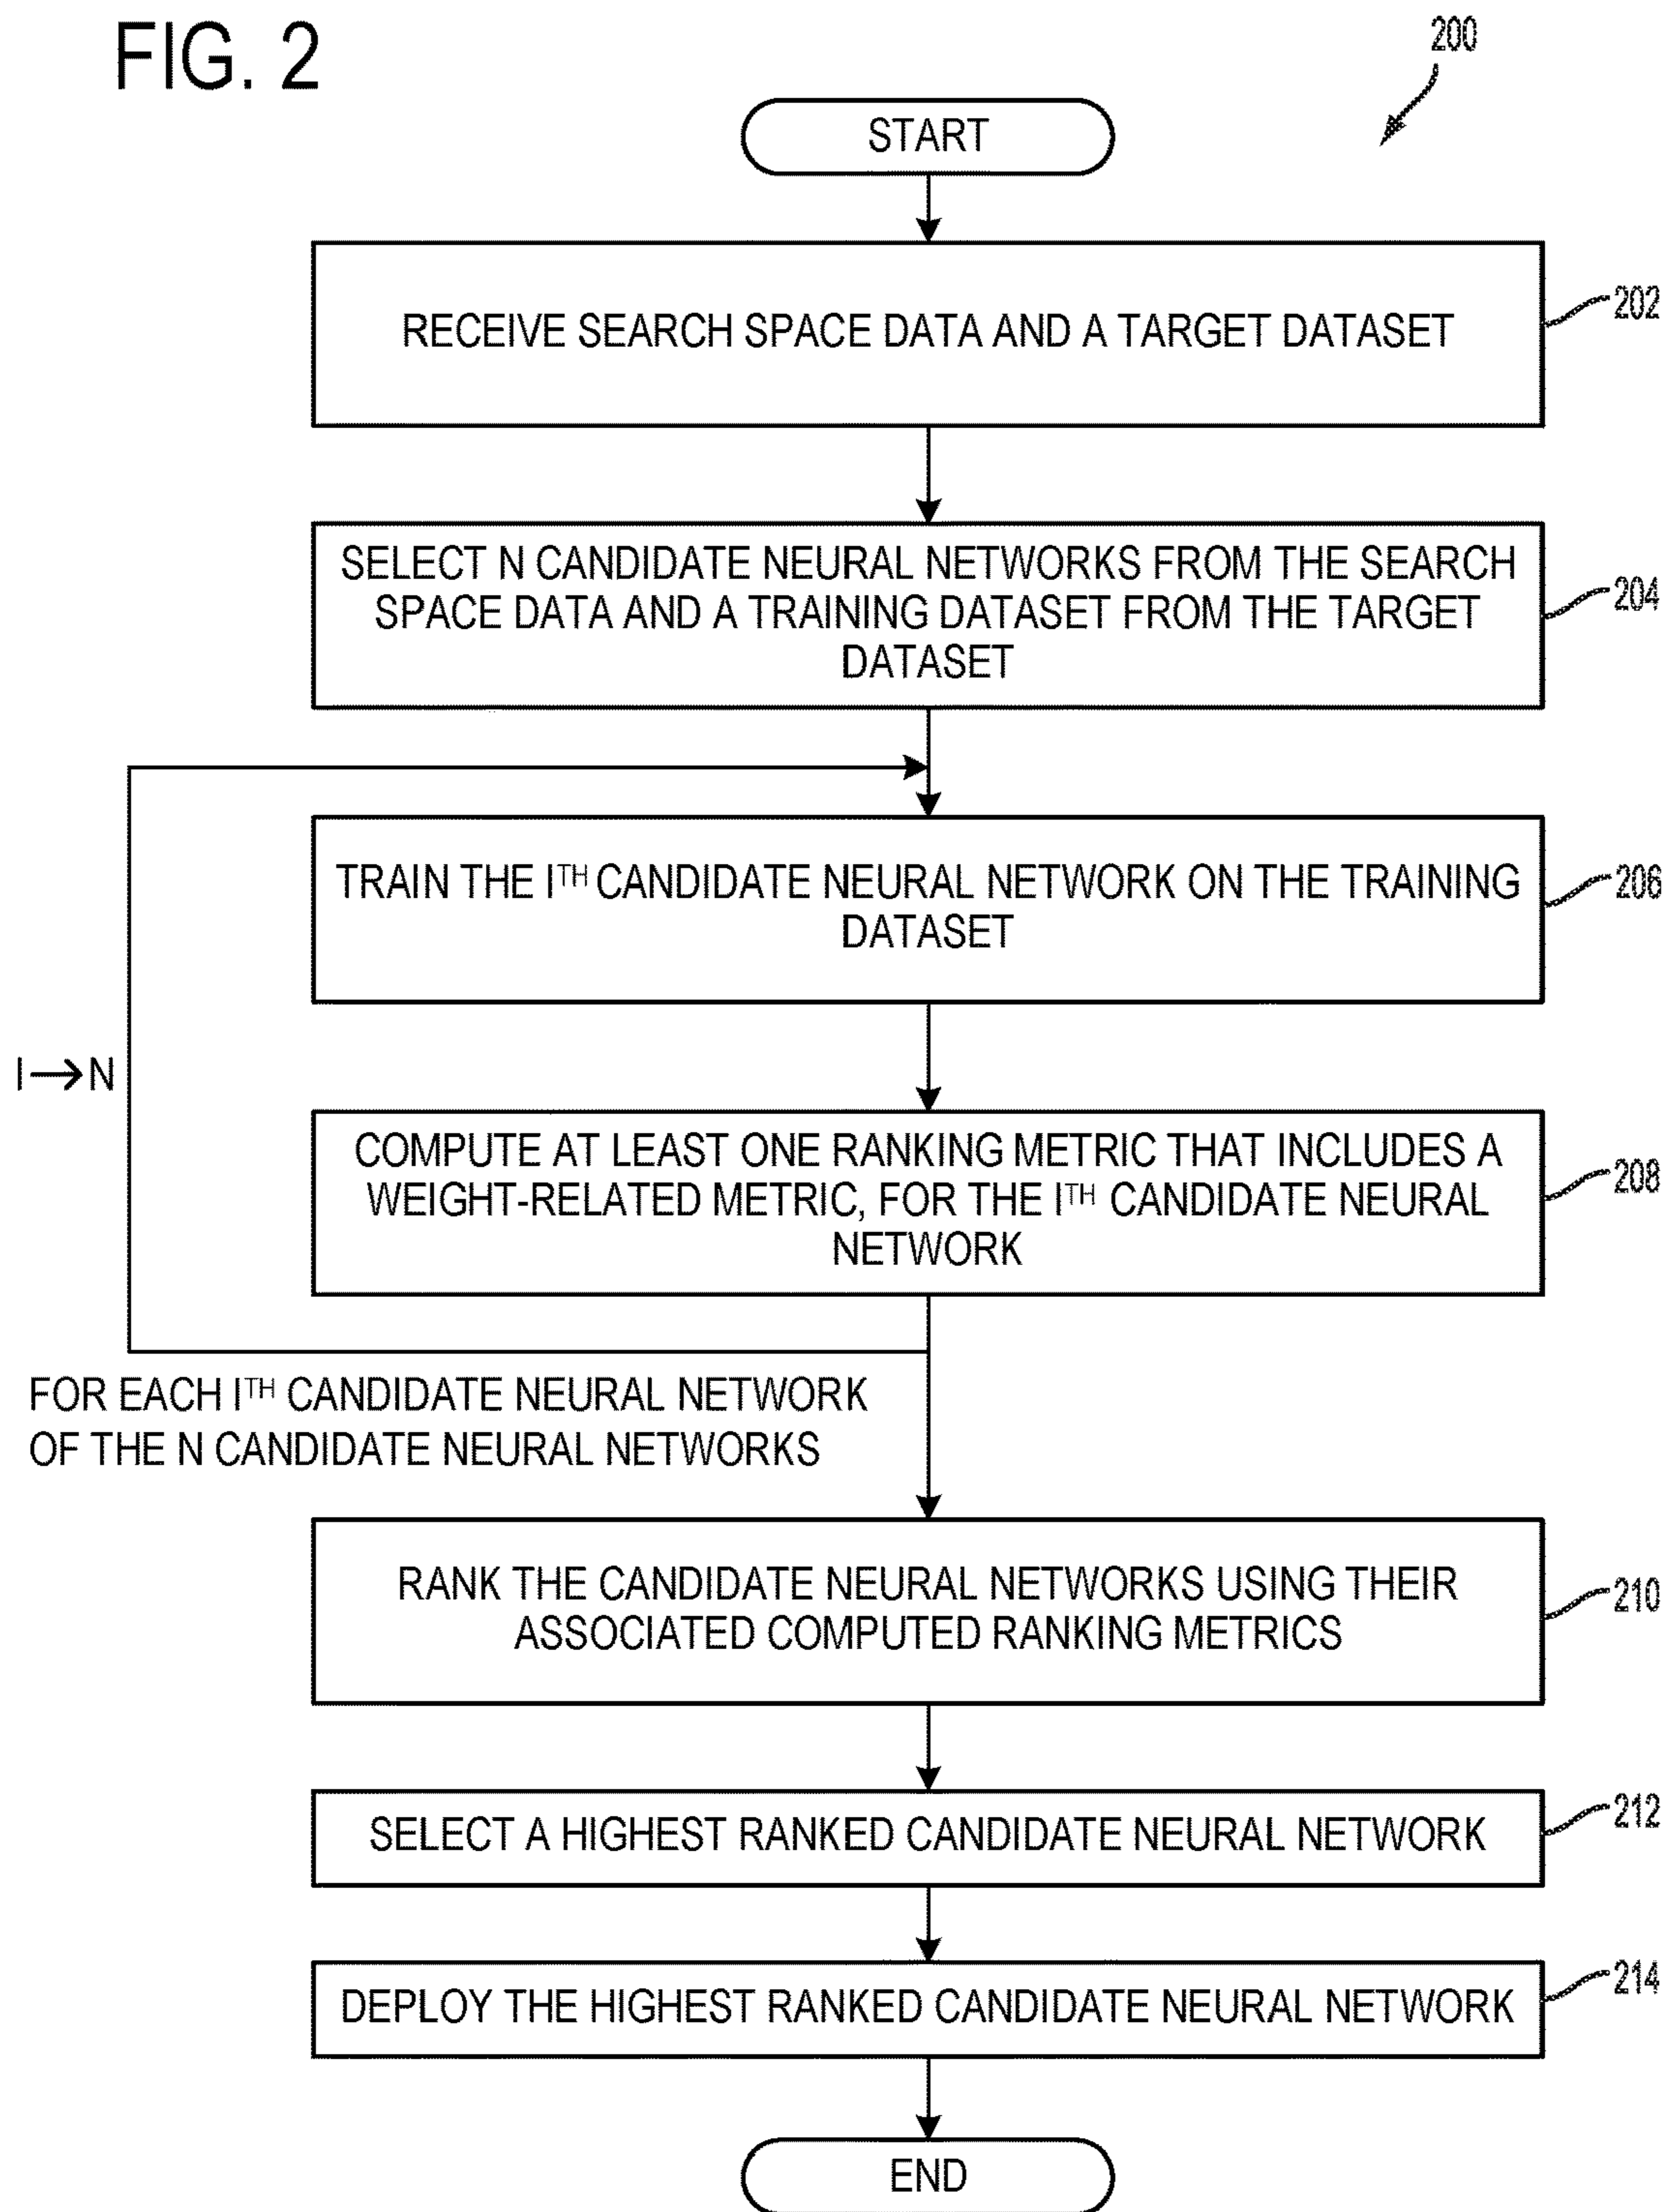 FIG. 2
200
START
RECEIVE SEARCH SPACE DATA AND A TARGET DATASET
202
SELECT N CANDIDATE NEURAL NETWORKS FROM THE SEARCH
SPACE DATA AND A TRAINING DATASET FROM THE TARGET
DATASET
204
TRAIN THE ITH CANDIDATE NEURAL NETWORK ON THE TRAINING
DATASET
206
I→N
COMPUTE AT LEAST ONE RANKING METRIC THAT INCLUDES A
WEIGHT-RELATED METRIC, FOR THE ITH CANDIDATE NEURAL
NETWORK
208
FOR EACH ITH CANDIDATE NEURAL NETWORK
OF THE N CANDIDATE NEURAL NETWORKS
RANK THE CANDIDATE NEURAL NETWORKS USING THEIR
ASSOCIATED COMPUTED RANKING METRICS
210
SELECT A HIGHEST RANKED CANDIDATE NEURAL NETWORK
212
DEPLOY THE HIGHEST RANKED CANDIDATE NEURAL NETWORK
214
END